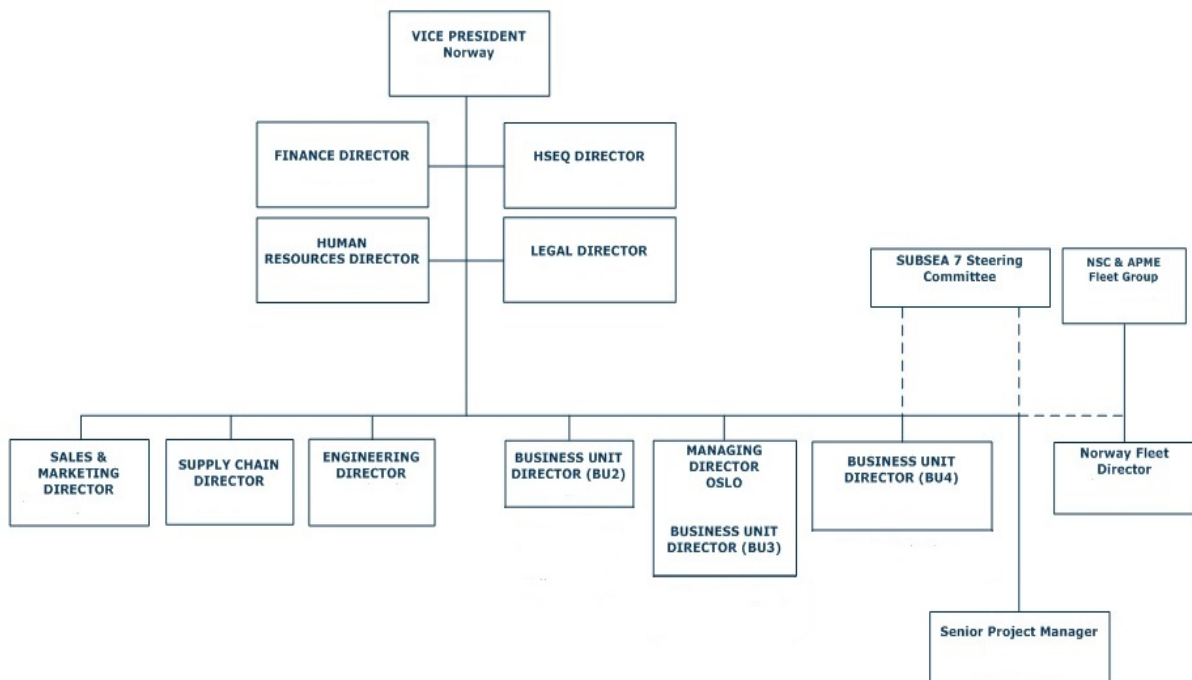 VICE PRESIDENT
Norway
FINANCE DIRECTOR
HSEQ DIRECTOR
HUMAN
RESOURCES DIRECTOR
LEGAL DIRECTOR
SUBSEA 7 Steering
Committee
NSC & APME
Fleet Group
SALES &
MARKETING
DIRECTOR
SUPPLY CHAIN
DIRECTOR
ENGINEERING
DIRECTOR
BUSINESS UNIT
DIRECTOR (BU2)
MANAGING
DIRECTOR
OSLO
BUSINESS UNIT
DIRECTOR (BU3)
BUSINESS UNIT
DIRECTOR (BU4)
Norway Fleet
Director
Senior Project Manager